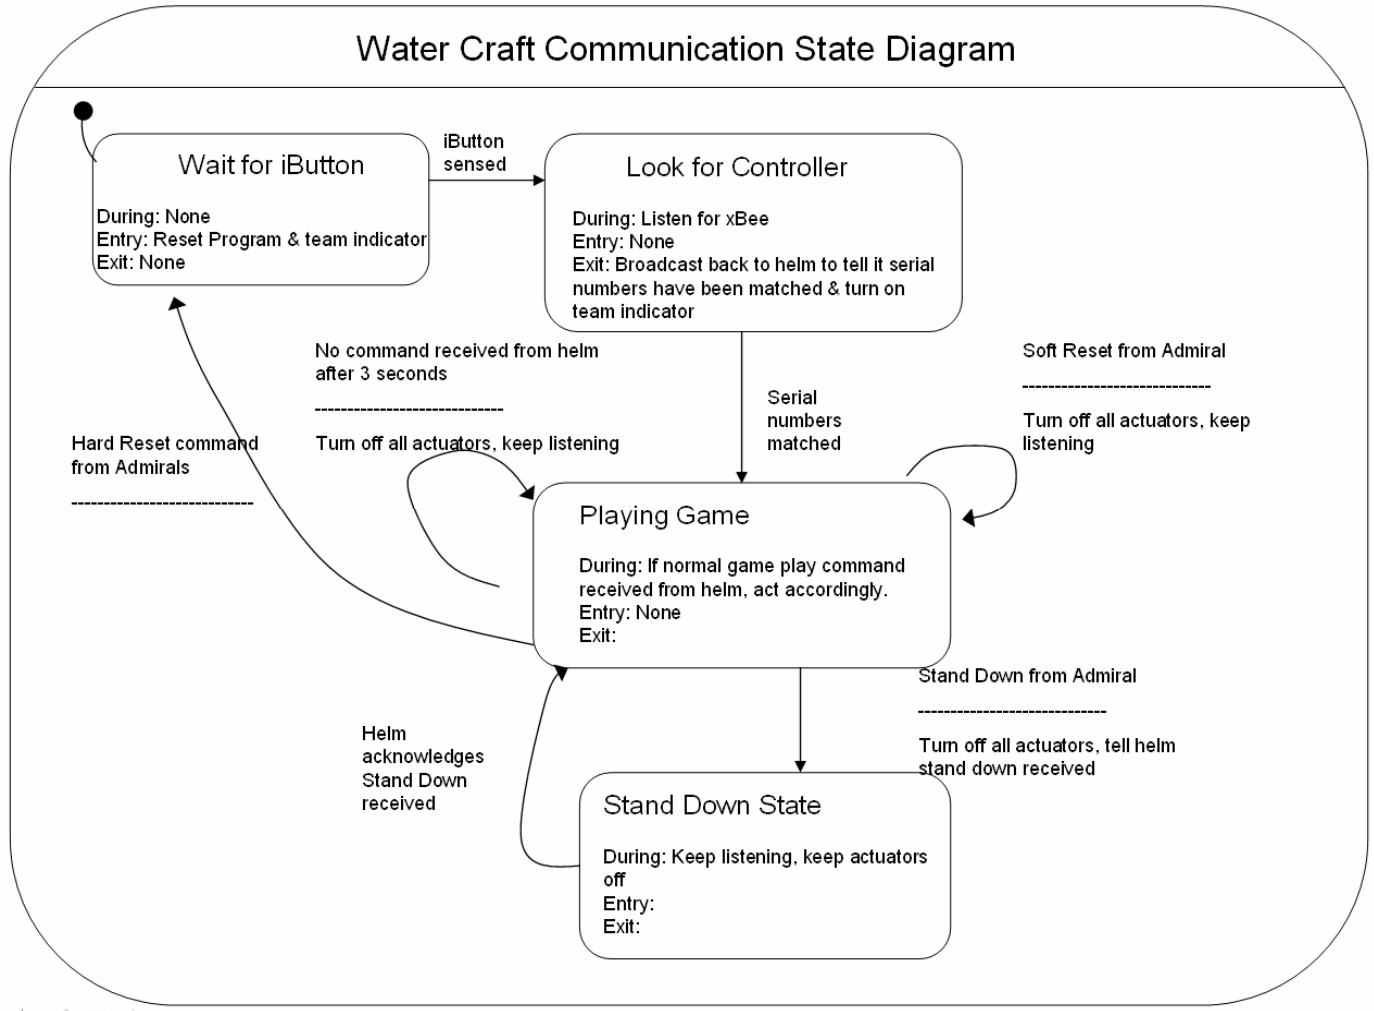 Water Craft Communication State Diagram
Wait for iButton
During: None
Entry: Reset Program & team indicator
Exit: None
iButton
sensed
Look for Controller
During: Listen for xBee
Entry: None
Exit: Broadcast back to helm to tell it serial
numbers have been matched & turn on
team indicator
No command received from helm
after 3 seconds
-----------------------------
Turn off all actuators, keep listening
Soft Reset from Admiral
-----------------------------
Turn off all actuators, keep
listening
Serial
numbers
matched
Hard Reset command
from Admirals
----------------------------
Playing Game
During: If normal game play command
received from helm, act accordingly.
Entry: None
Exit:
Stand Down from Admiral
-----------------------------
Turn off all actuators, tell helm
stand down received
Helm
acknowledges
Stand Down
received
Stand Down State
During: Keep listening, keep actuators
off
Entry:
Exit: